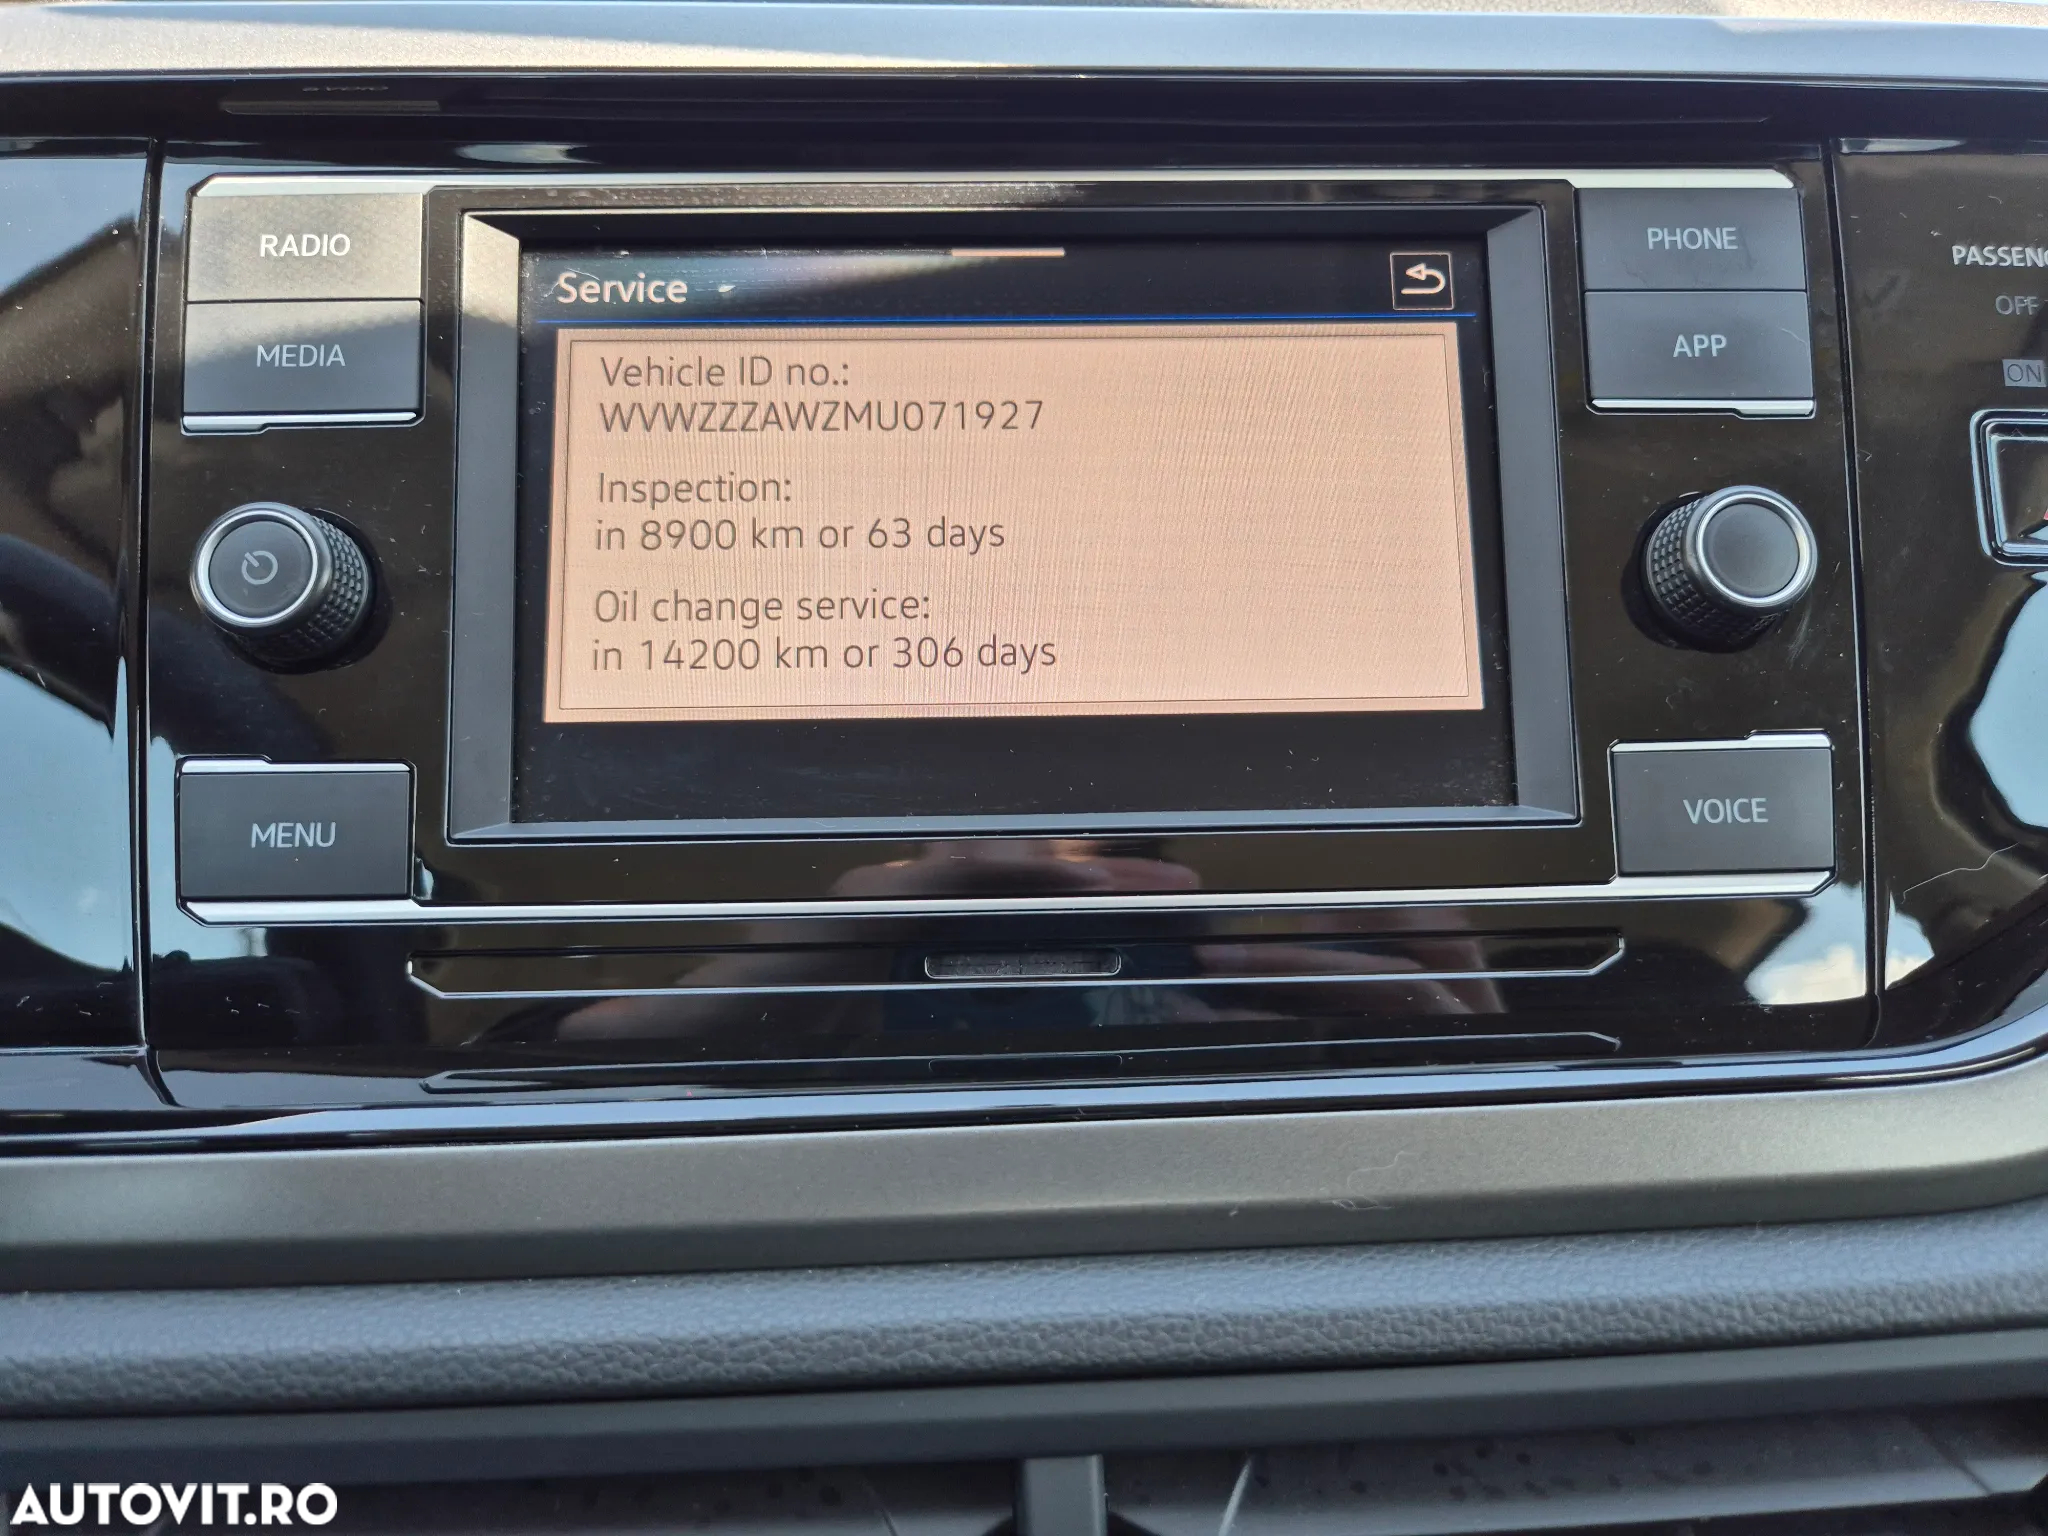 RADIO
MEDIA
MENU
Service
Vehicle ID no.:
WVWZZZAWZMU071927
Inspection:
in 8900 km or 63 days
Oil change service:
in 14200 km or 306 days
PHONE
APP
VOICE
OFF
ON
AUTOVIT.RO